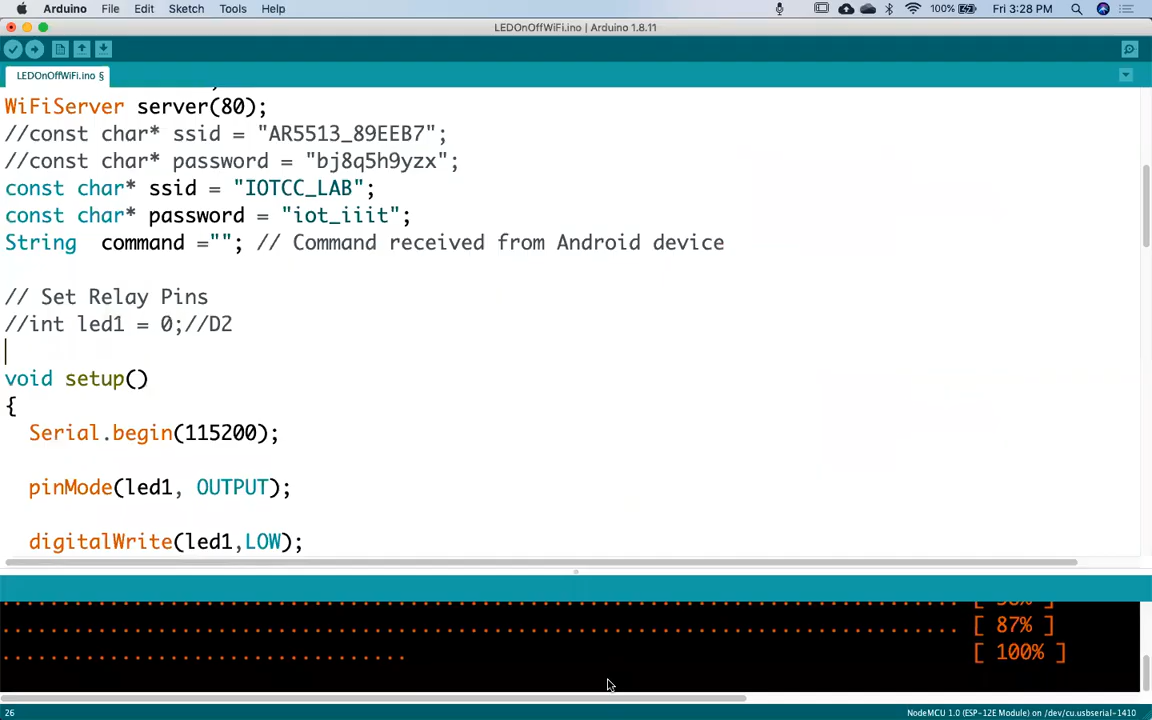 Arduino File Edit Sketch Tools Help 100% Fri 3:28 PM
LEDOnOffWiFi.ino | Arduino 1.8.11
LEDOnOffWiFi.ino §
WiFiServer server(80);
//const char* ssid = "AR5513_89EEB7";
//const char* password = "bj8q5h9yzx";
const char* ssid = "IOTCC_LAB";
const char* password = "iot_iiit";
String  command =""; // Command received from Android device
// Set Relay Pins
//int led1 = 0;//D2
void setup()
{
Serial.begin(115200);
pinMode(led1, OUTPUT);
digitalWrite(led1,LOW);
................................................................................ [ 87% ]
.................................. [ 100% ]
26 NodeMCU 1.0 (ESP-12E Module) on /dev/cu.usbserial-1410